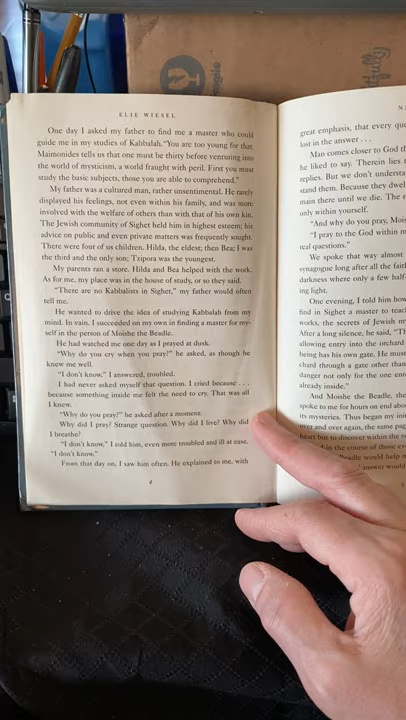 ELIE WIESEL
One day I asked my father to find me a master who could
guide me in my studies of Kabbalah. "You are too young for that.
Maimonides tells us that one must be thirty before venturing into
the world of mysticism, a world fraught with peril. First you must
study the basic subjects, those you are able to comprehend."
My father was a cultured man, rather unsentimental. He rarely
displayed his feelings, not even within his family, and was more
involved with the welfare of others than with that of his own kin.
The Jewish community of Sighet held him in highest esteem; his
advice on public and even private matters was frequently sought.
There were four of us children. Hilda, the eldest; then Bea; I was
the third and the only son; Tzipora was the youngest.
My parents ran a store. Hilda and Bea helped with the work.
As for me, my place was in the house of study, or so they said.
"There are no Kabbalists in Sighet," my father would often
tell me.
He wanted to drive the idea of studying Kabbalah from my
mind. In vain. I succeeded on my own in finding a master for my-
self in the person of Moishe the Beadle.
He had watched me one day as I prayed at dusk.
"Why do you cry when you pray?" he asked, as though he
knew me well.
"I don't know," I answered, troubled.
I had never asked myself that question. I cried because . . .
because something inside me felt the need to cry. That was all
I knew.
"Why do you pray?" he asked after a moment.
Why did I pray? Strange question. Why did I live? Why did
I breathe?
"I don't know," I told him, even more troubled and ill at ease.
"I don't know."
From that day on, I saw him often. He explained to me, with
4
N
great emphasis, that every que
lost in the answer . . .
Man comes closer to God th
he liked to say. Therein lies
replies. But we don't understa
stand them. Because they dwel
main there until we die. The r
only within yourself.
"And why do you pray, Mois
"I pray to the God within m
real questions."
We spoke that way almost
synagogue long after all the faith
darkness where only a few half-
ing light.
One evening, I told him how
find in Sighet a master to teach
works, the secrets of Jewish m
After a long silence, he said, "Th
allowing entry into the orchard
being has his own gate. He mus
chard through a gate other than
danger not only for the one ent
already inside."
And Moishe the Beadle, the
spoke to me for hours on end abou
its mysteries. Thus began my ini
over and over again, the same pag
but to discover within the v
in the course of those eve
Beadle would help
answer would